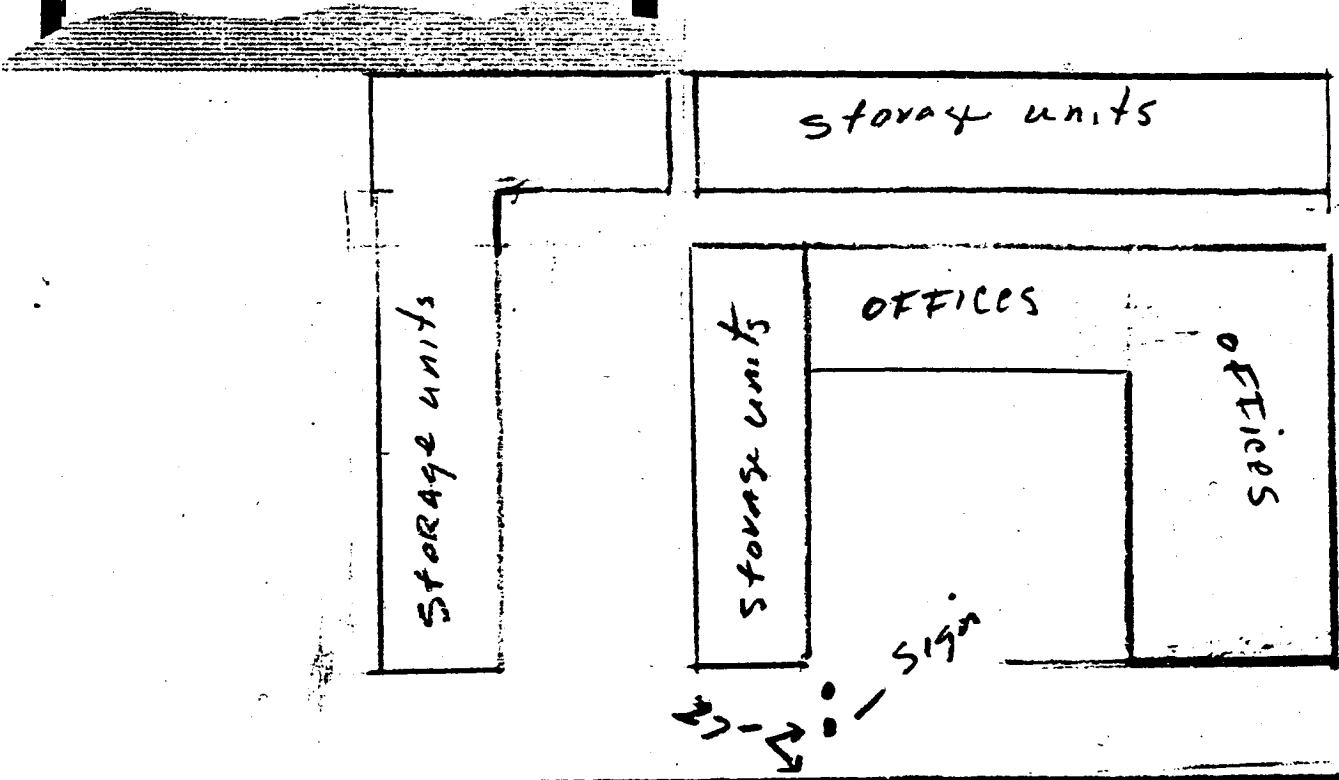 storage units
OFFICES
OFFices
STORAGE units
storage units
sign